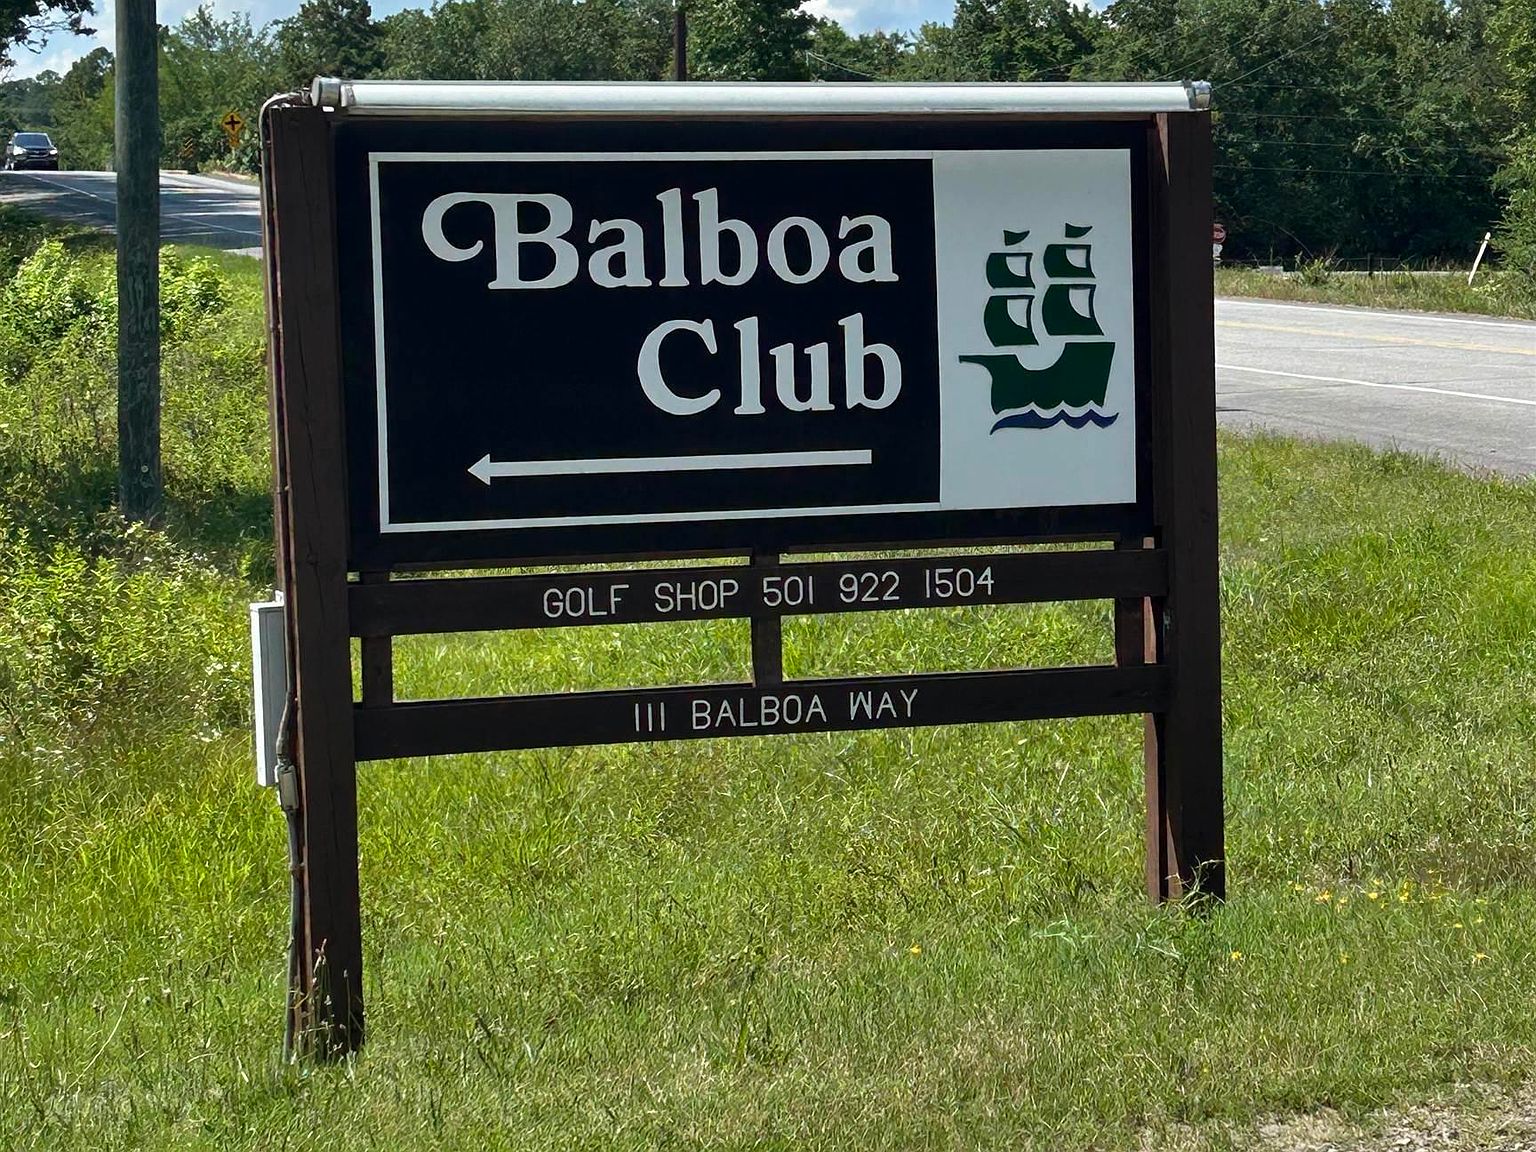 Balboa
Club
GOLF SHOP 501 922 1504
111 BALBOA WAY